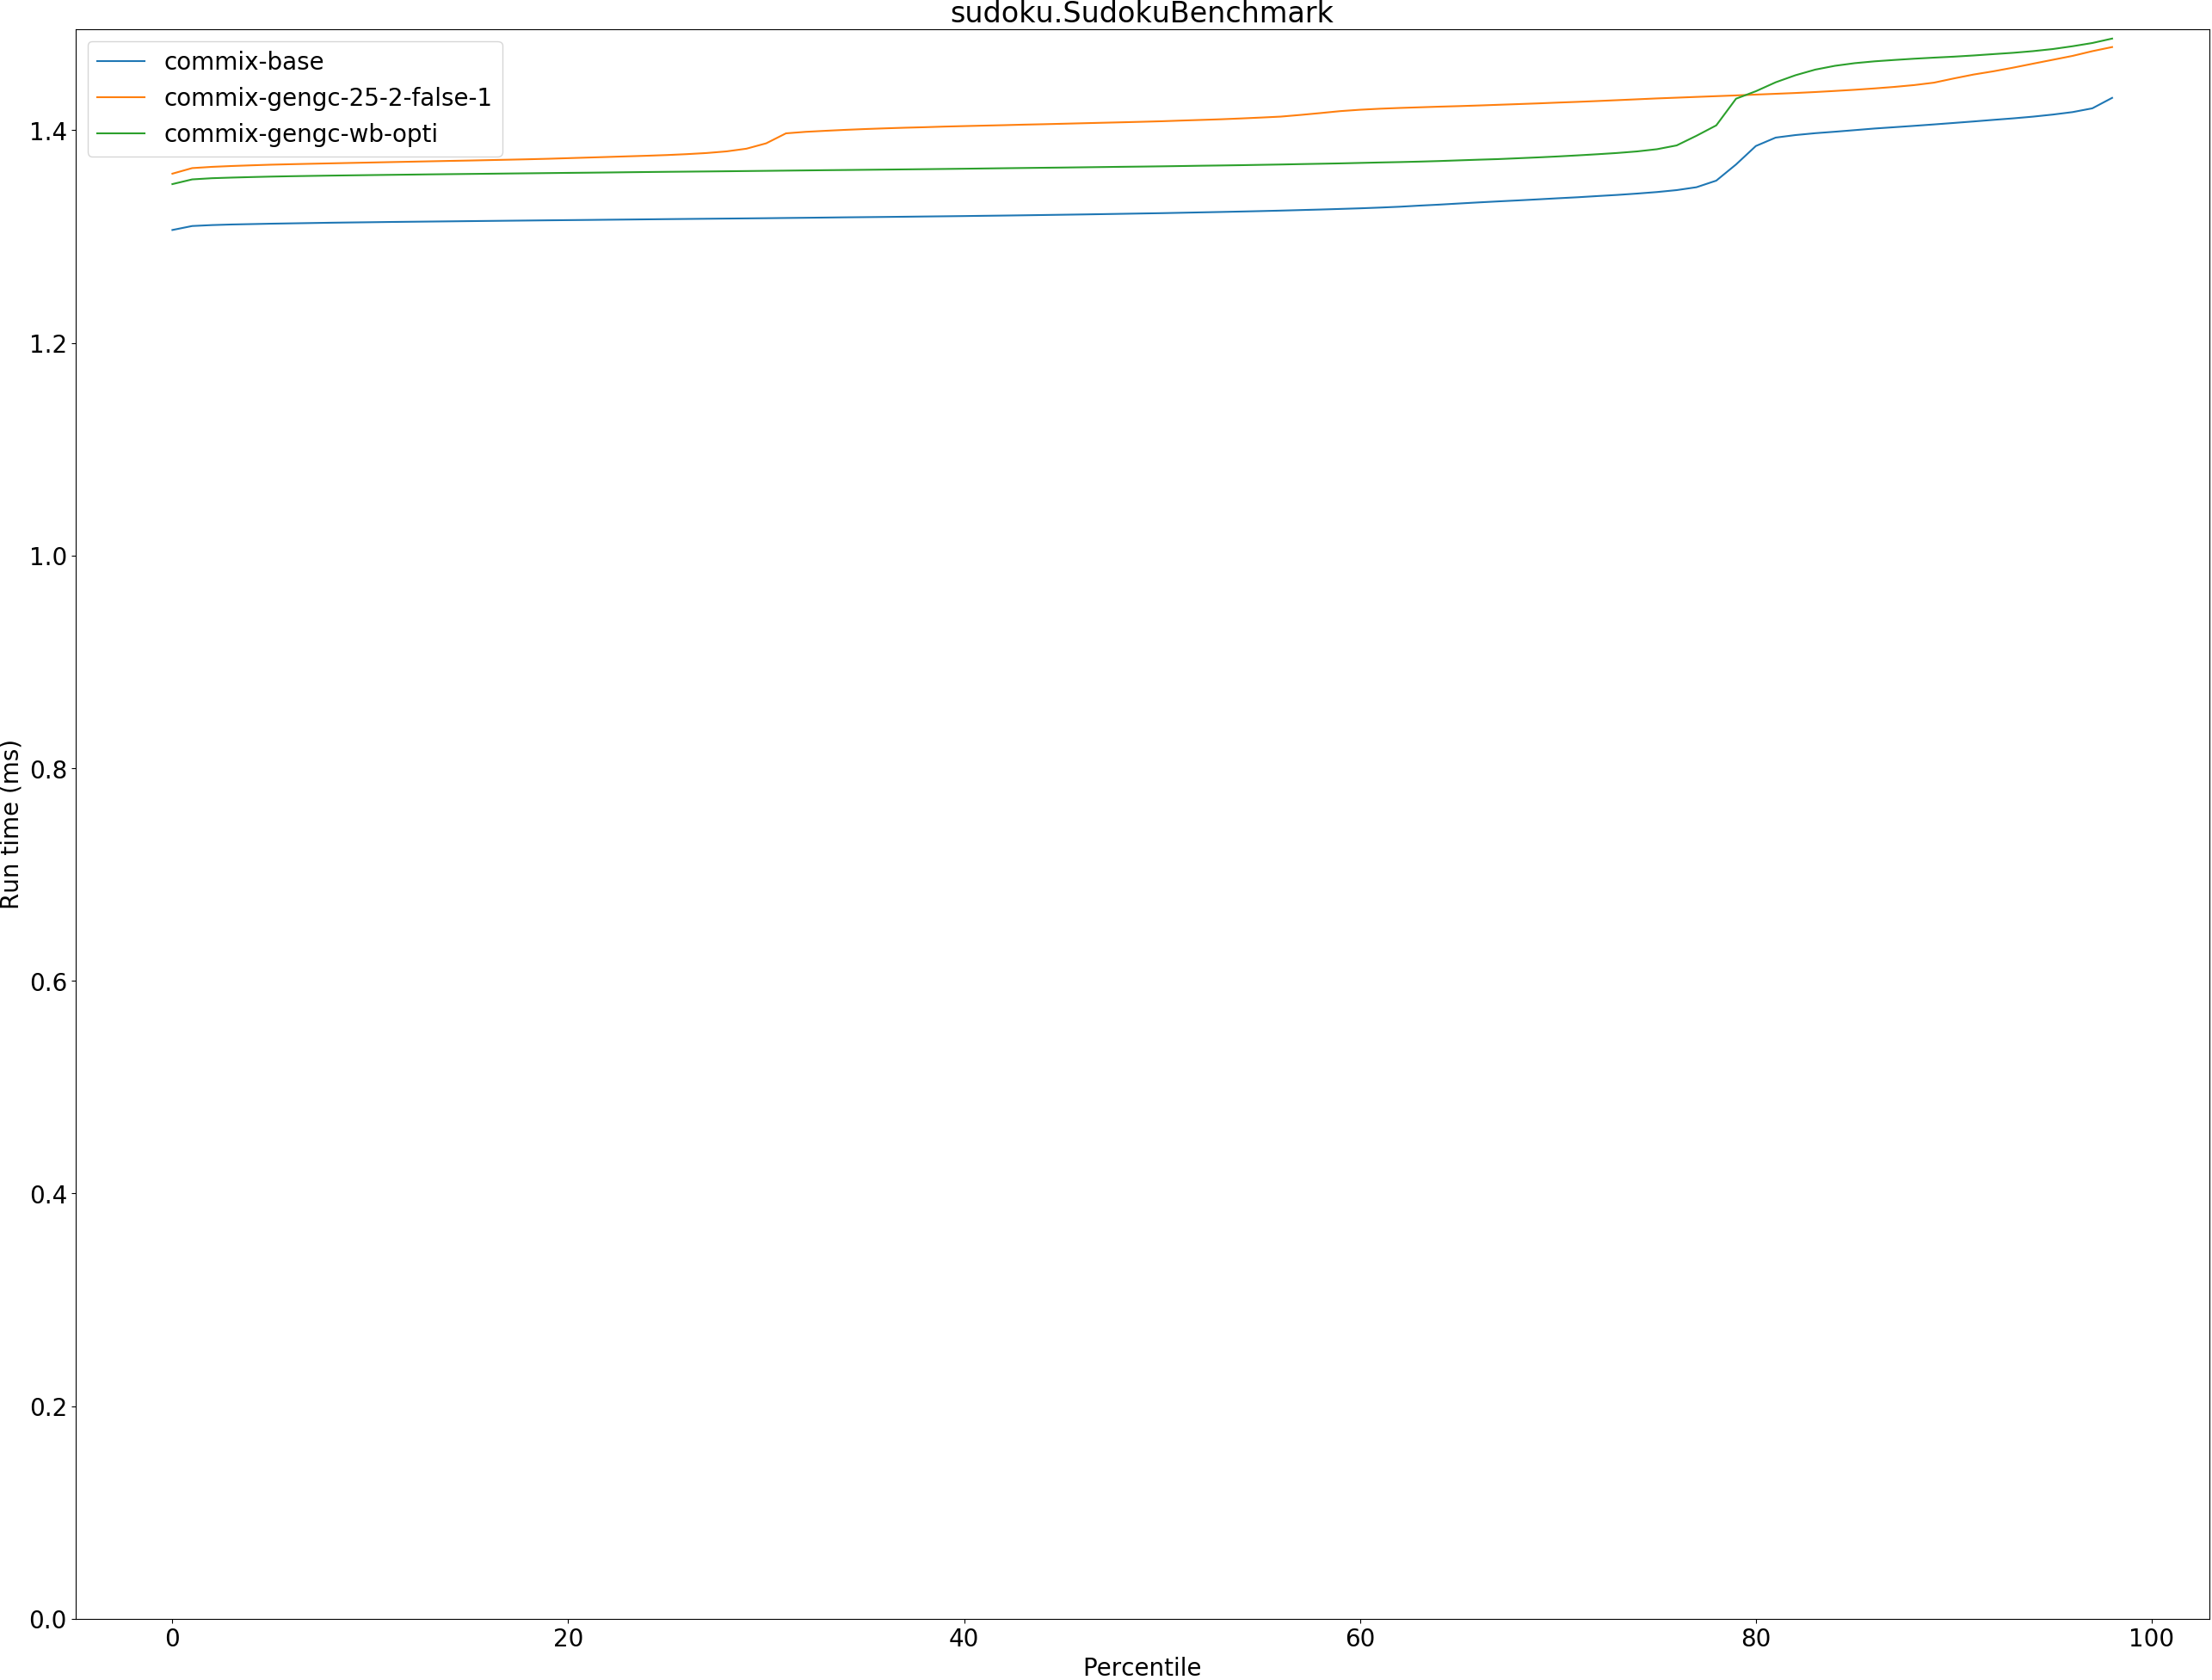 sudoku.SudokuBenchmark
commix-base
commix-gengc-25-2-false-1
commix-gengc-wb-opti
1.4
1.2
1.0
0.8
0.6
0.4
0.2
0.0
Run time (ms)
0 20 40 60 80 100
Percentile